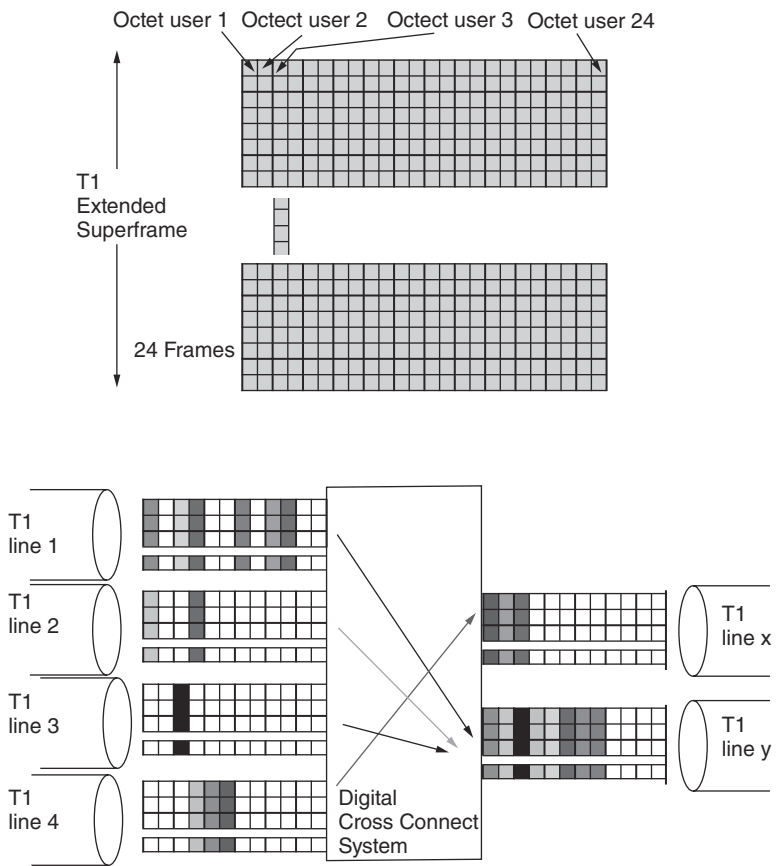 Octet user 1 Octect user 2 Octect user 3 Octet user 24
T1
Extended
Superframe
24 Frames
T1
line 1
T1
line 2
T1
line 3
T1
line 4
Digital
Cross Connect
System
T1
line x
T1
line y